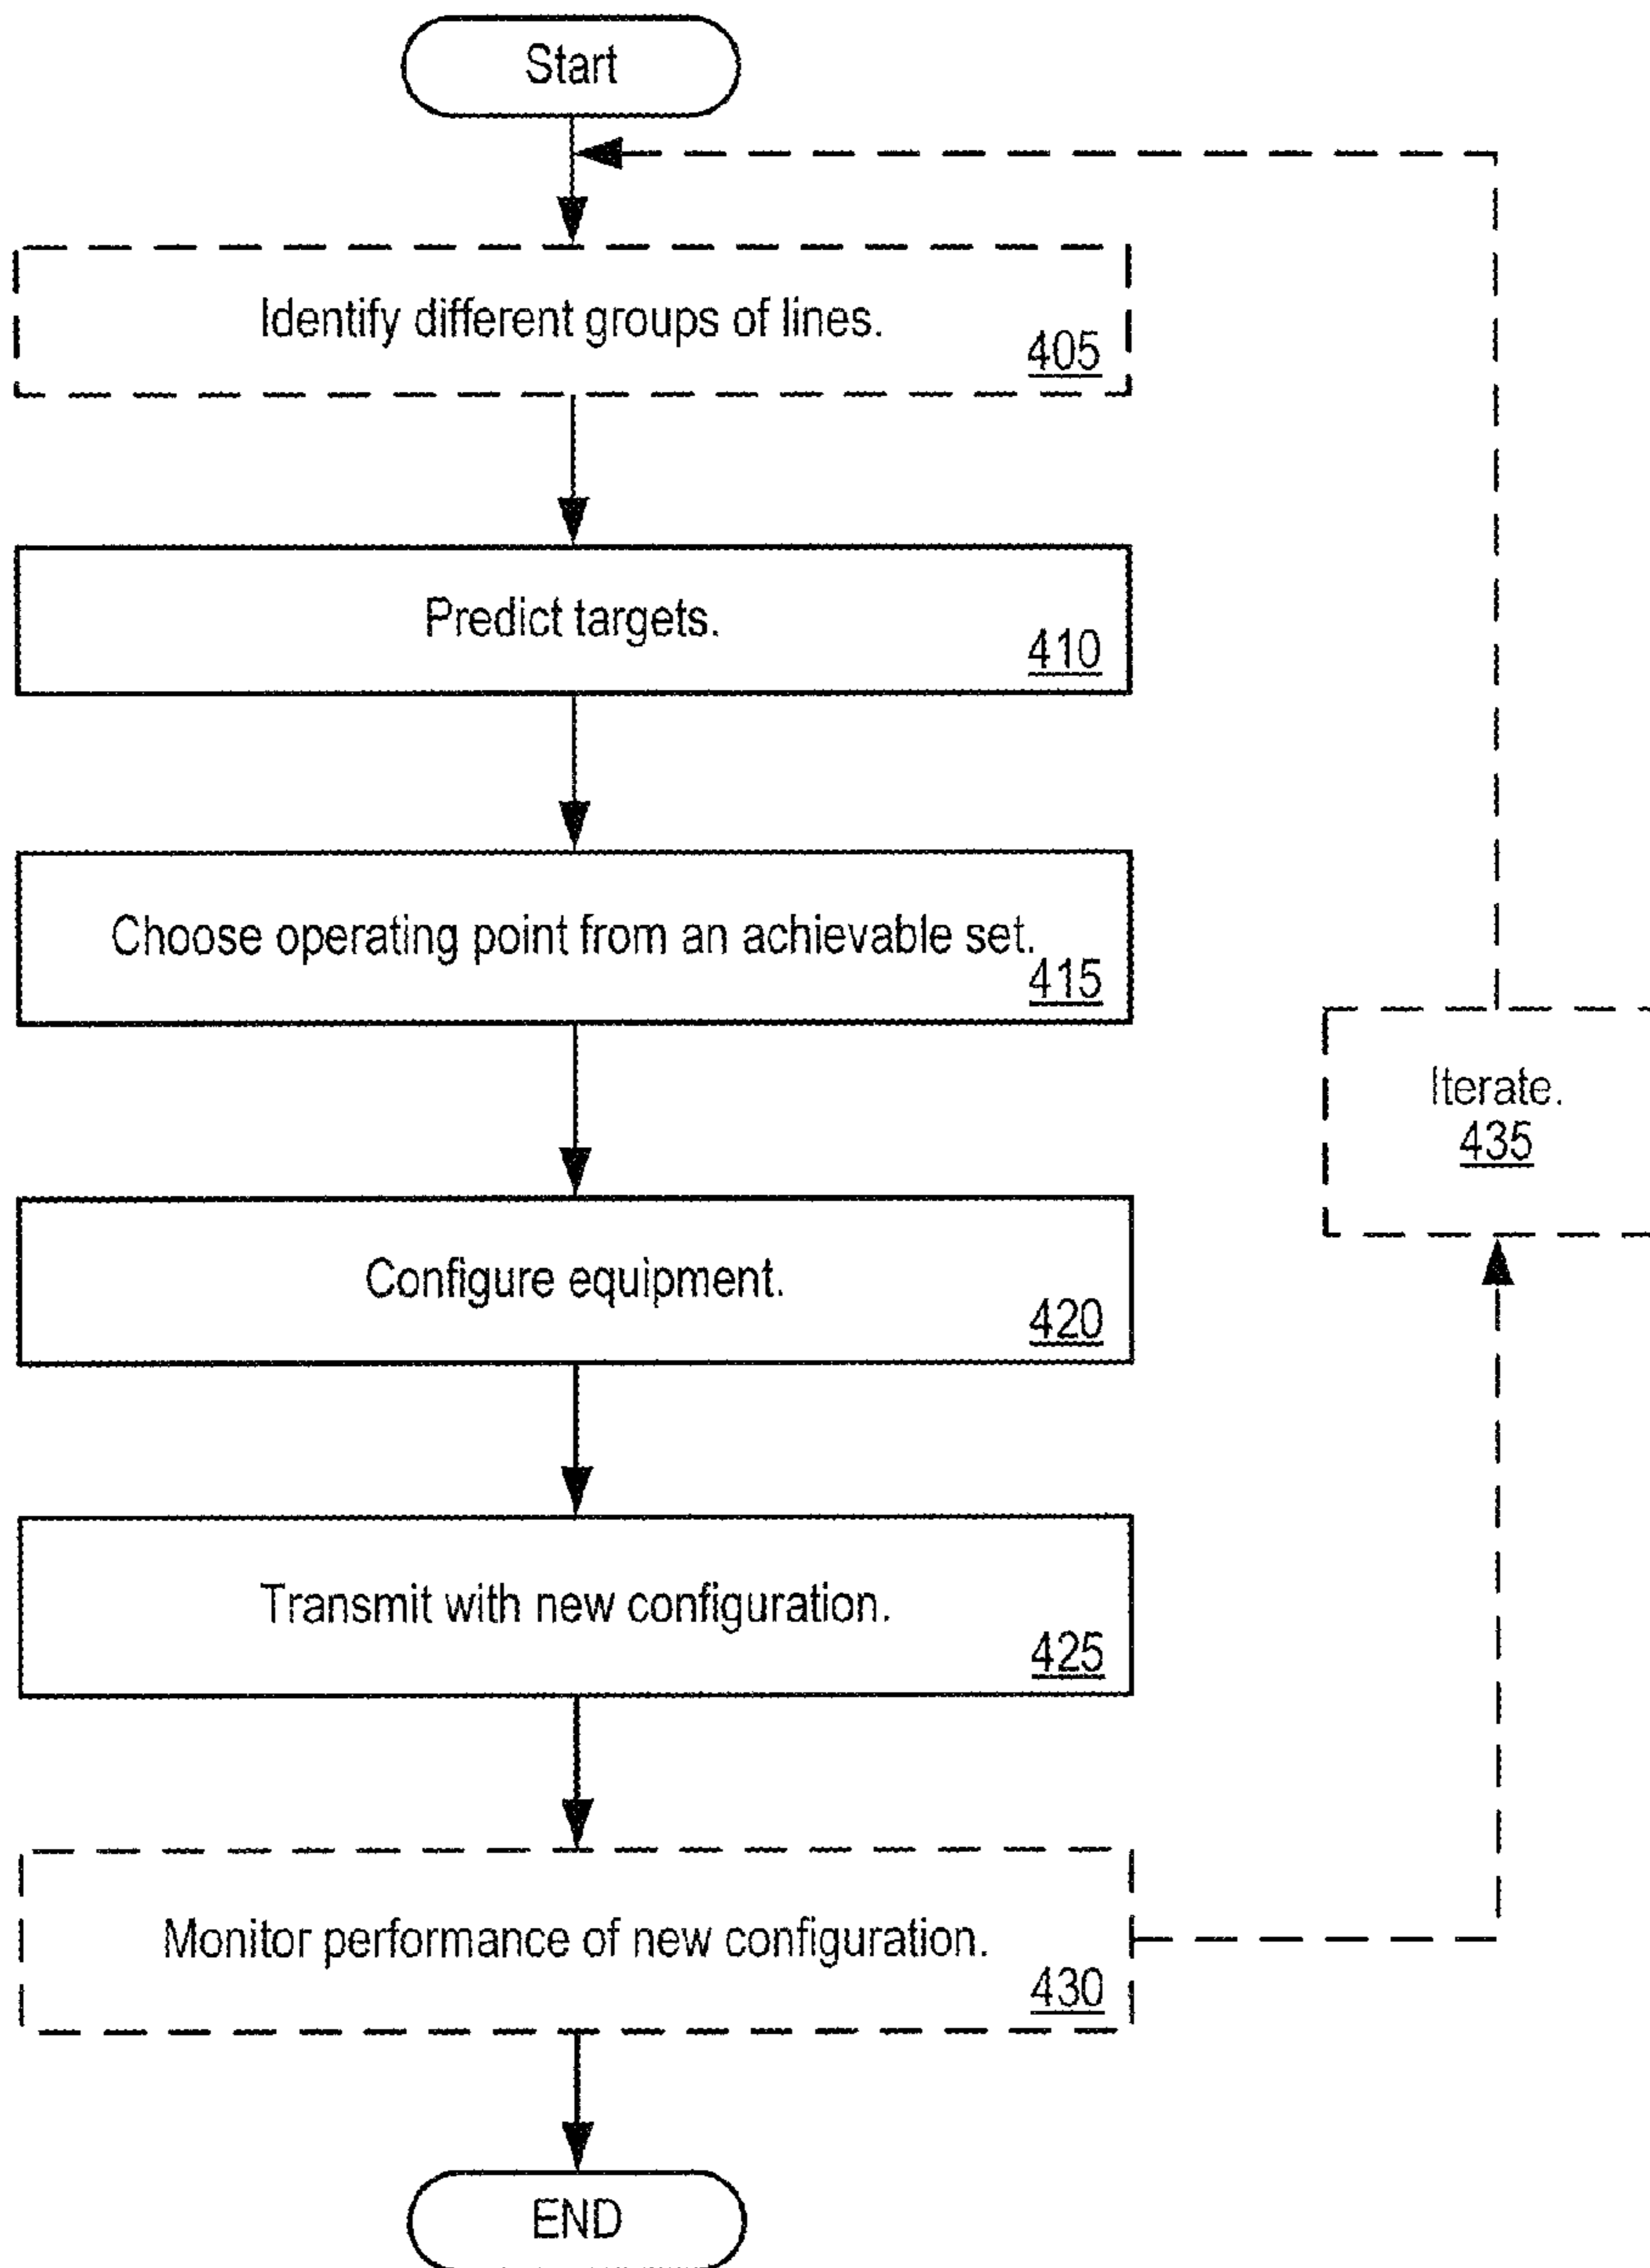 Start
Identify different groups of lines.
405
Predict targets.
410
Choose operating point from an achievable set.
415
Iterate.
435
Configure equipment.
420
Transmit with new configuration.
425
Monitor performance of new configuration.
430
END